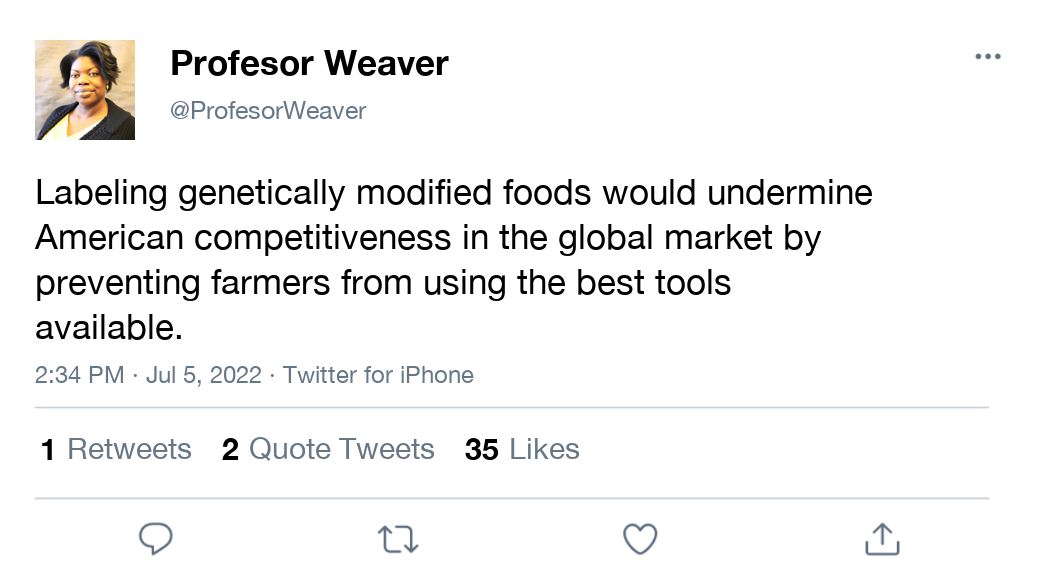 Profesor Weaver
@ProfesorWeaver
Labeling genetically modified foods would undermine
American competitiveness in the global market by
preventing farmers from using the best tools
available.
2:34 PM · Jul 5, 2022 · Twitter for iPhone
1 Retweets 2 Quote Tweets 35 Likes